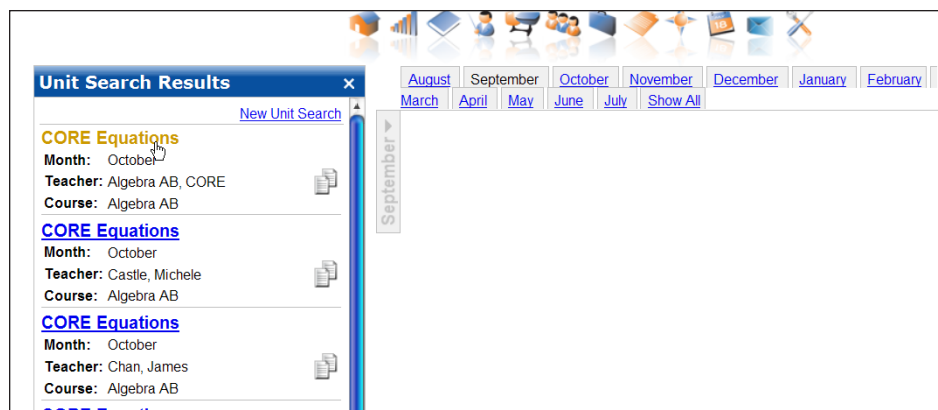 18
Unit Search Results ×
New Unit Search
CORE Equations
Month: October
Teacher: Algebra AB, CORE
Course: Algebra AB
CORE Equations
Month: October
Teacher: Castle, Michele
Course: Algebra AB
CORE Equations
Month: October
Teacher: Chan, James
Course: Algebra AB
August September October November December January February
March April May June July Show All
September